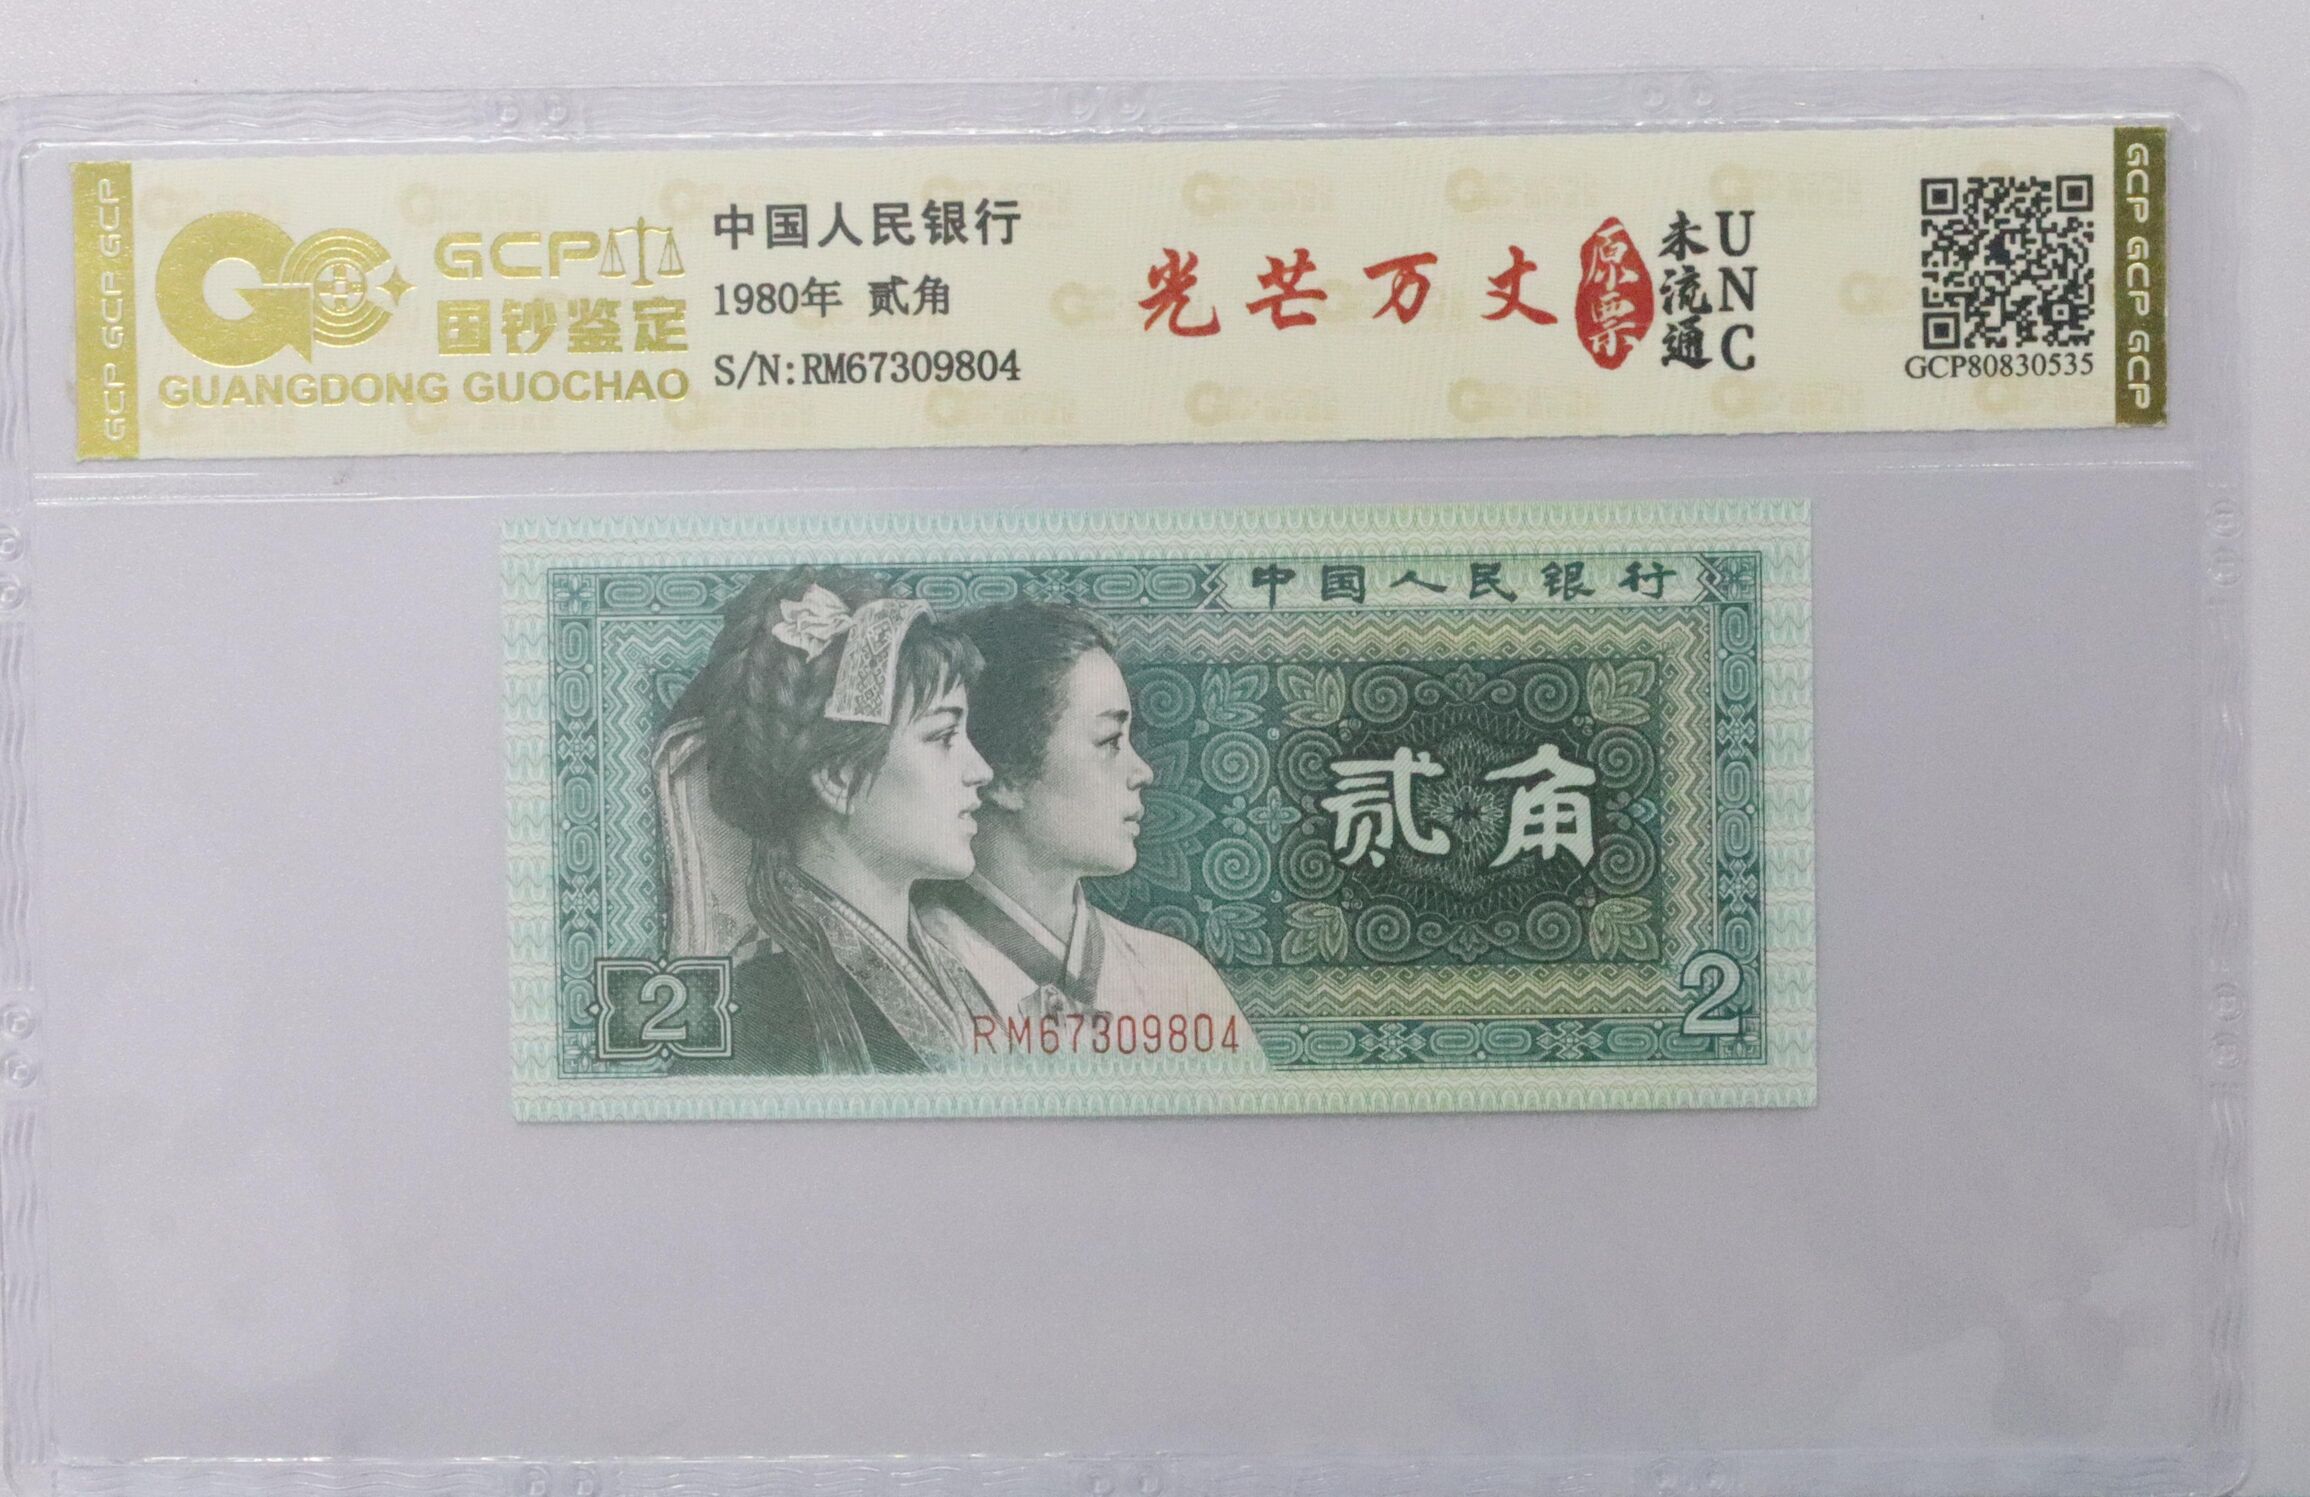 GCP GCP GCP
GCP
国钞鉴定
GUANGDONG GUOCHAO
中国人民银行
1980年 贰角
S/N:RM67309804
光芒万丈
原票
未流通
UNC
GCP80830535
GCP GCP GCP
中国人民银行
贰角
2
RM67309804
2